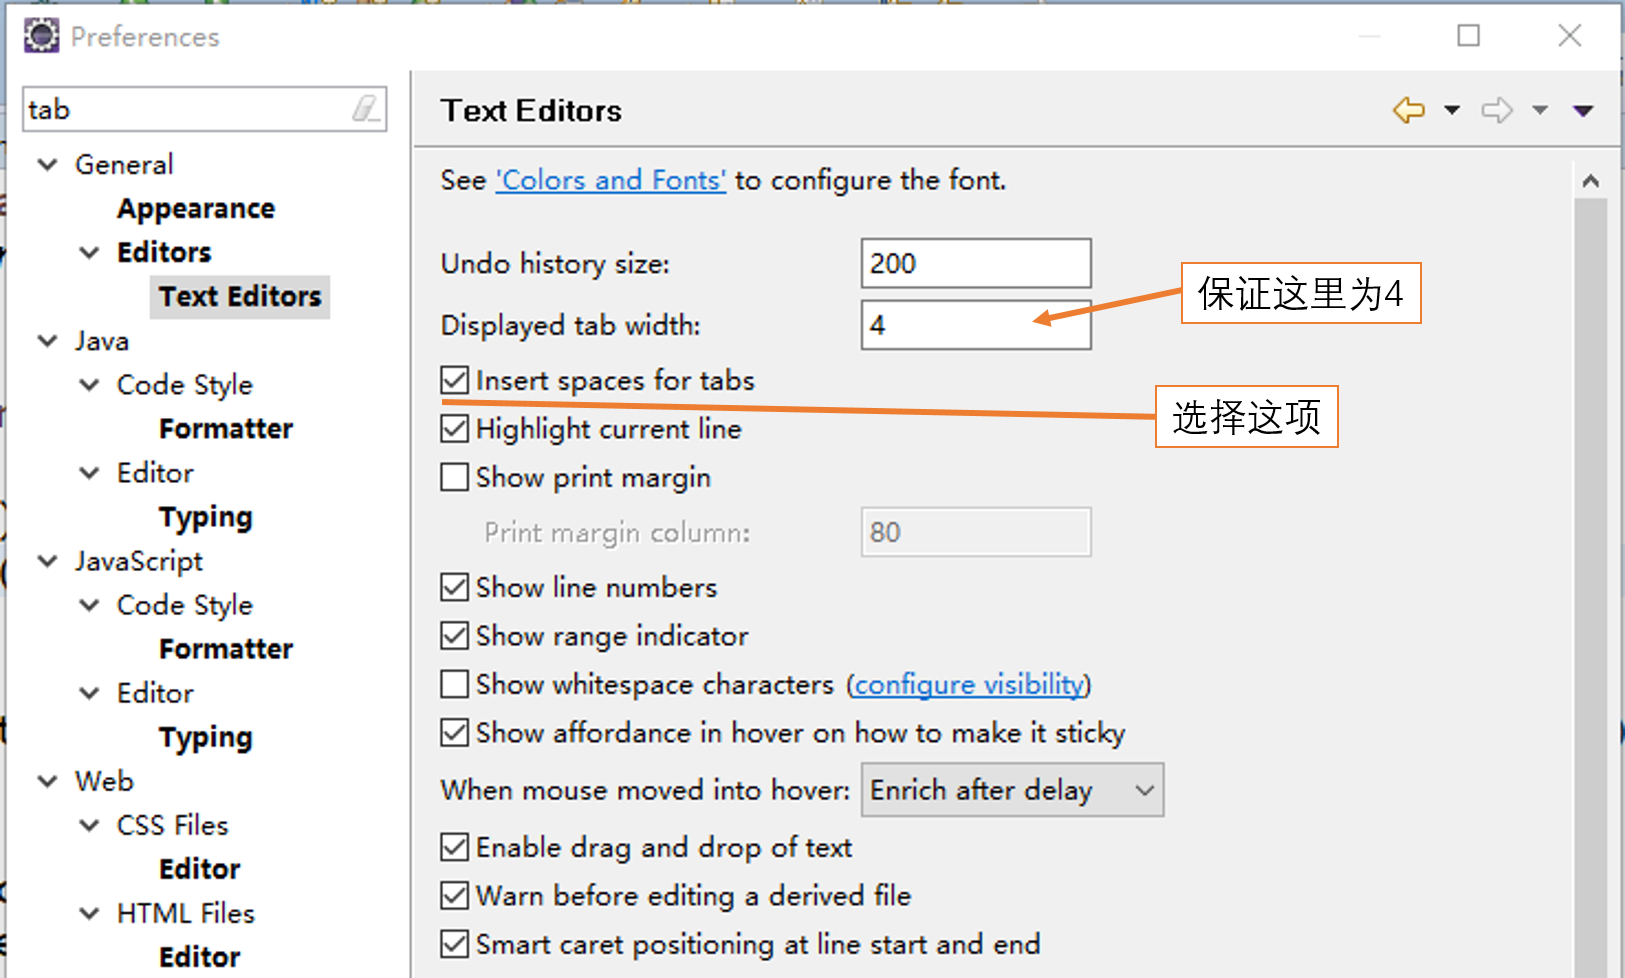 Preferences
tab
General
Appearance
Editors
Text Editors
Java
Code Style
Formatter
Editor
Typing
JavaScript
Code Style
Formatter
Editor
Typing
Web
CSS Files
Editor
HTML Files
Editor
Text Editors
See 'Colors and Fonts' to configure the font.
Undo history size: 200
Displayed tab width: 4
保证这里为4
Insert spaces for tabs
选择这项
Highlight current line
Show print margin
Print margin column: 80
Show line numbers
Show range indicator
Show whitespace characters (configure visibility)
Show affordance in hover on how to make it sticky
When mouse moved into hover: Enrich after delay
Enable drag and drop of text
Warn before editing a derived file
Smart caret positioning at line start and end